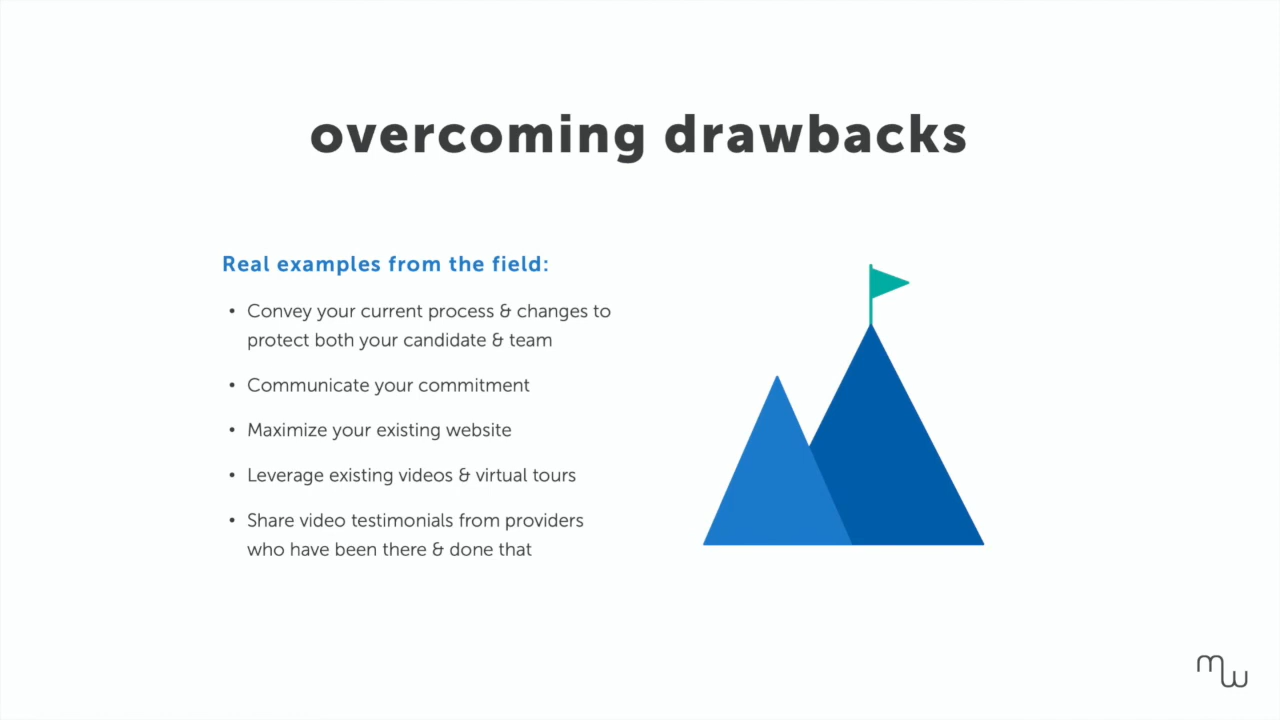 overcoming drawbacks
Real examples from the field:
• Convey your current process & changes to
protect both your candidate & team
• Communicate your commitment
• Maximize your existing website
• Leverage existing videos & virtual tours
• Share video testimonials from providers
who have been there & done that
mw